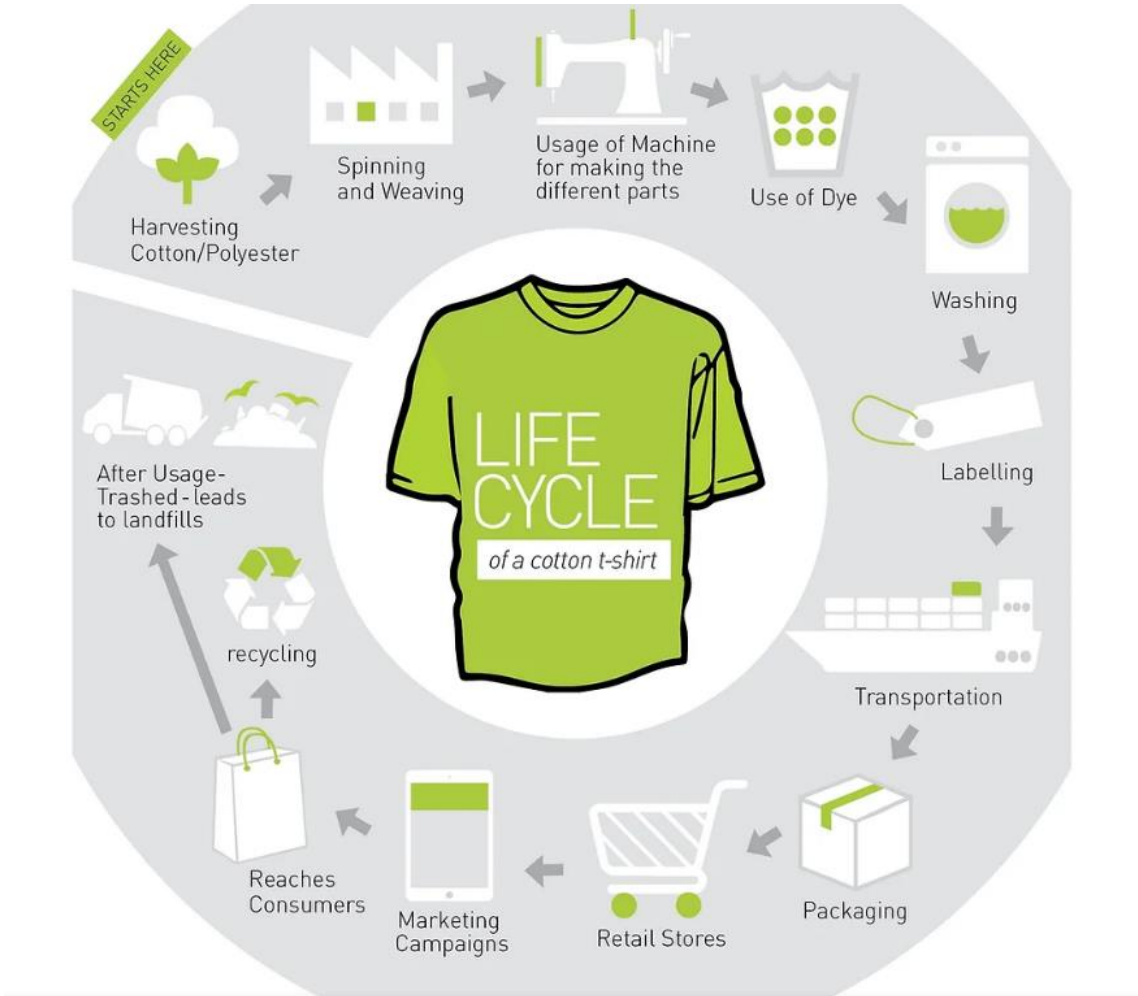 STARTS HERE
Harvesting
Cotton/Polyester
Spinning
and Weaving
Usage of Machine
for making the
different parts
Use of Dye
Washing
Labelling
Transportation
Packaging
Retail Stores
Marketing
Campaigns
Reaches
Consumers
recycling
After Usage-
Trashed-leads
to landfills
LIFE
CYCLE
of a cotton t-shirt